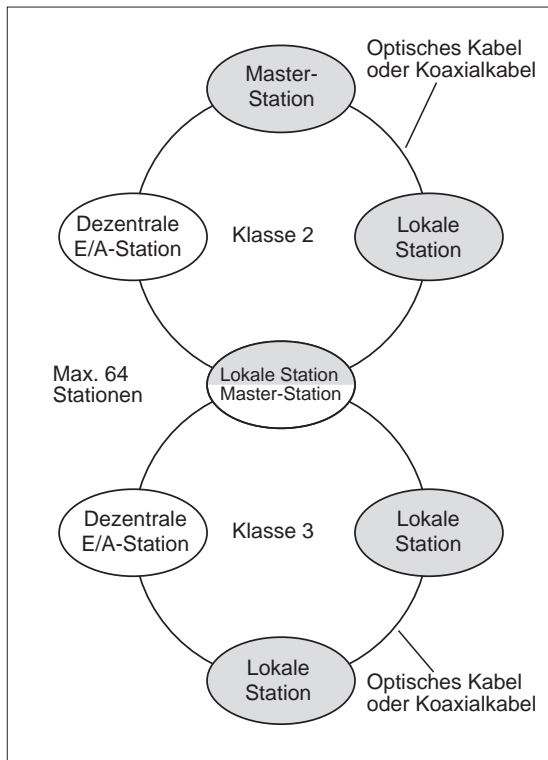 Optisches Kabel
oder Koaxialkabel
Master-
Station
Dezentrale
E/A-Station
Klasse 2
Lokale
Station
Max. 64
Stationen
Lokale Station
Master-Station
Dezentrale
E/A-Station
Klasse 3
Lokale
Station
Lokale
Station
Optisches Kabel
oder Koaxialkabel